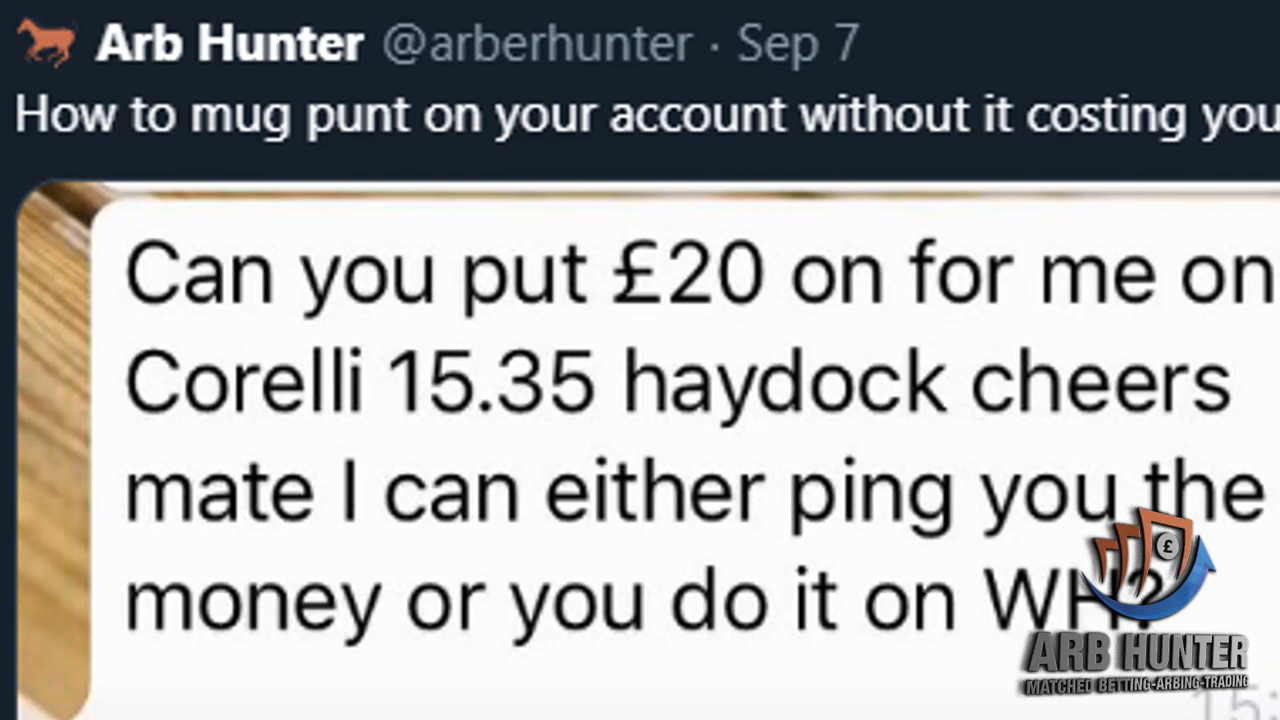 Arb Hunter @arberhunter · Sep 7
How to mug punt on your account without it costing you
Can you put £20 on for me on
Corelli 15.35 haydock cheers
mate I can either ping you the
money or you do it on WH?
£
ARB HUNTER
MATCHED BETTING-ARBING-TRADING
15: